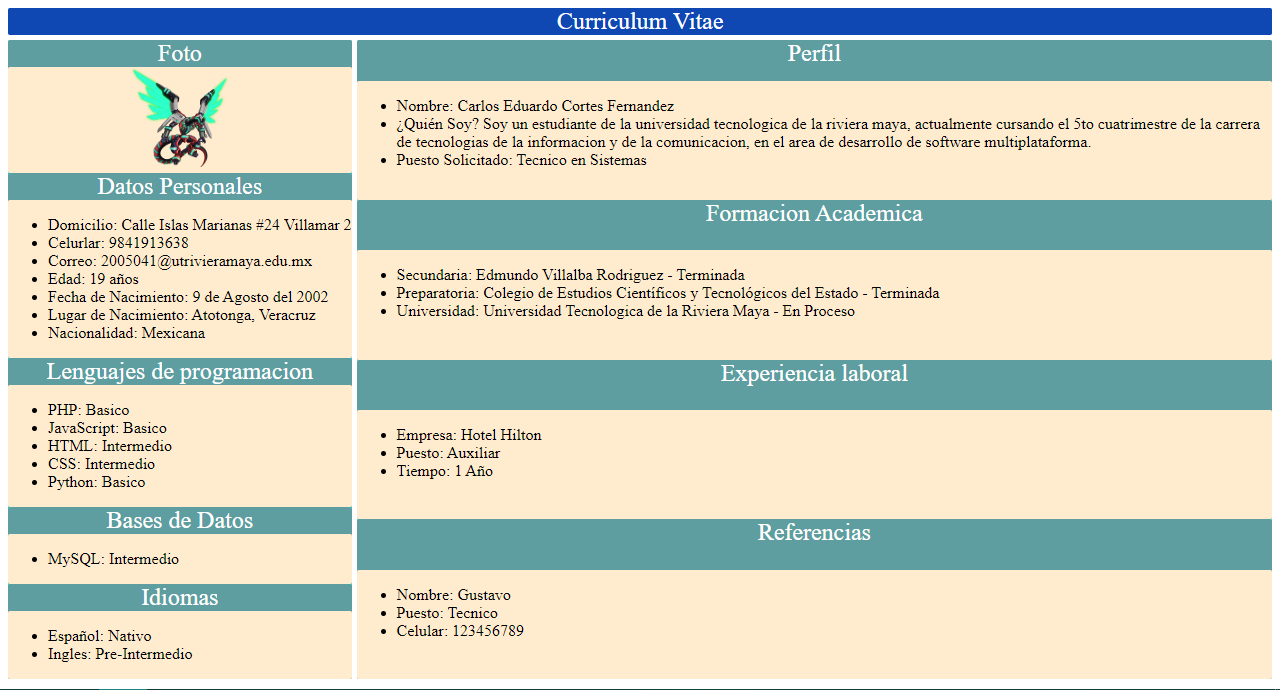 Curriculum Vitae
Foto
Datos Personales
• Domicilio: Calle Islas Marianas #24 Villamar 2
• Celurlar: 9841913638
• Correo: 2005041@utrivieramaya.edu.mx
• Edad: 19 años
• Fecha de Nacimiento: 9 de Agosto del 2002
• Lugar de Nacimiento: Atotonga, Veracruz
• Nacionalidad: Mexicana
Lenguajes de programacion
• PHP: Basico
• JavaScript: Basico
• HTML: Intermedio
• CSS: Intermedio
• Python: Basico
Bases de Datos
• MySQL: Intermedio
Idiomas
• Español: Nativo
• Ingles: Pre-Intermedio
Perfil
• Nombre: Carlos Eduardo Cortes Fernandez
• ¿Quién Soy? Soy un estudiante de la universidad tecnologica de la riviera maya, actualmente cursando el 5to cuatrimestre de la carrera
de tecnologias de la informacion y de la comunicacion, en el area de desarrollo de software multiplataforma.
• Puesto Solicitado: Tecnico en Sistemas
Formacion Academica
• Secundaria: Edmundo Villalba Rodriguez - Terminada
• Preparatoria: Colegio de Estudios Científicos y Tecnológicos del Estado - Terminada
• Universidad: Universidad Tecnologica de la Riviera Maya - En Proceso
Experiencia laboral
• Empresa: Hotel Hilton
• Puesto: Auxiliar
• Tiempo: 1 Año
Referencias
• Nombre: Gustavo
• Puesto: Tecnico
• Celular: 123456789